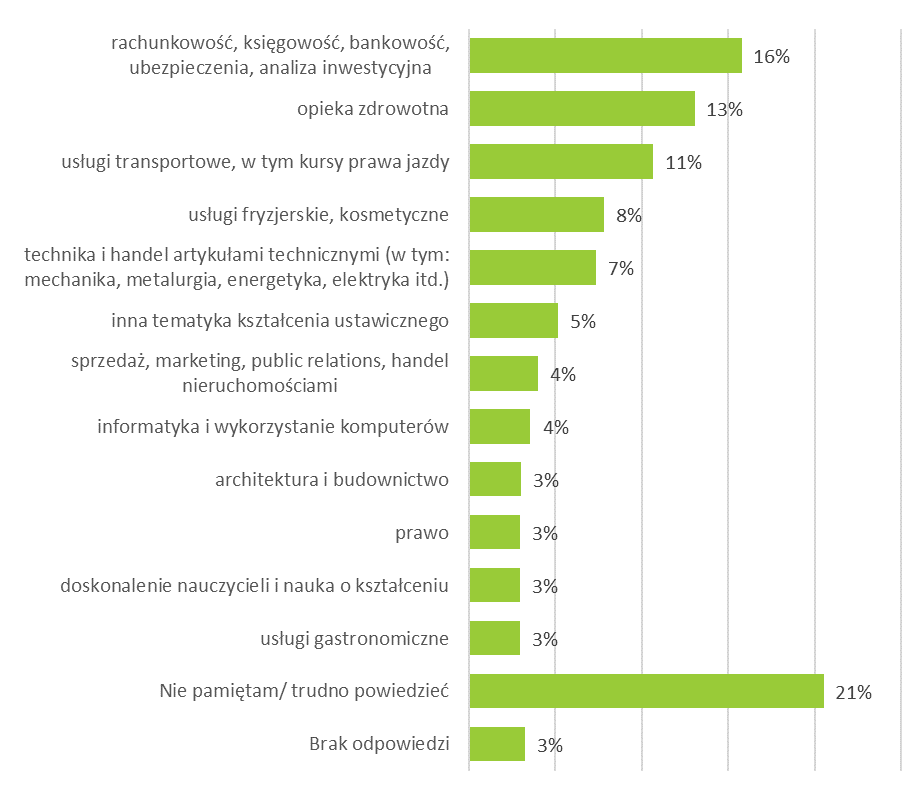 rachunkowość, księgowość, bankowość,
ubezpieczenia, analiza inwestycyjna
16%
opieka zdrowotna
13%
usługi transportowe, w tym kursy prawa jazdy
11%
usługi fryzjerskie, kosmetyczne
8%
technika i handel artykułami technicznymi (w tym:
mechanika, metalurgia, energetyka, elektryka itd.)
7%
inna tematyka kształcenia ustawicznego
5%
sprzedaż, marketing, public relations, handel
nieruchomościami
4%
informatyka i wykorzystanie komputerów
4%
architektura i budownictwo
3%
prawo
3%
doskonalenie nauczycieli i nauka o kształceniu
3%
usługi gastronomiczne
3%
Nie pamiętam/ trudno powiedzieć
21%
Brak odpowiedzi
3%